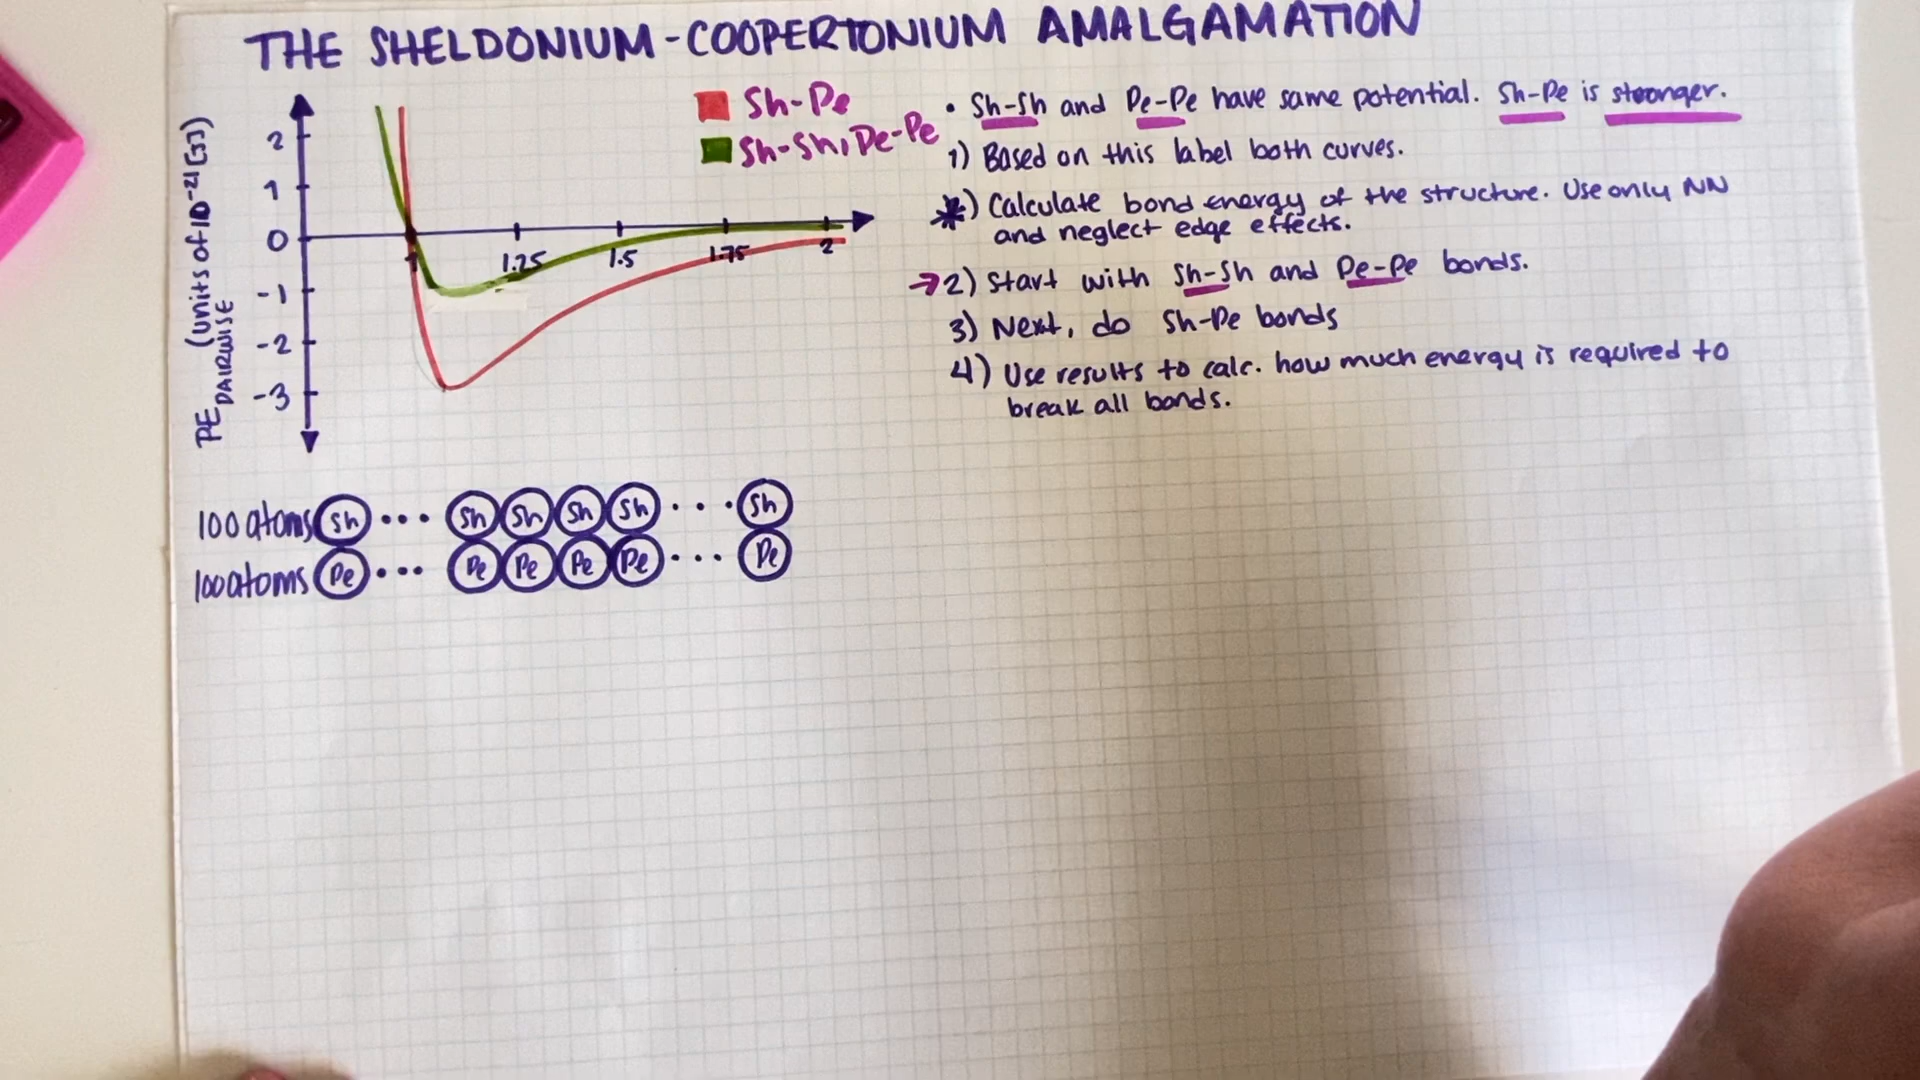 THE SHELDONIUM-COOPERTONIUM AMALGAMATION
PE PAIRWISE (units of 10⁻²¹ [J])
2
1
0
-1
-2
-3
1
1.25
1.5
1.75
2
Sh-Pe
Sh-Sh, Pe-Pe
• Sh-Sh and Pe-Pe have same potential. Sh-Pe is stronger.
1) Based on this label both curves.
*) Calculate bond energy of the structure. Use only NN
and neglect edge effects.
→2) Start with Sh-Sh and Pe-Pe bonds.
3) Next, do Sh-Pe bonds
4) Use results to calc. how much energy is required to
break all bonds.
100 atoms Sh ... Sh Sh Sh Sh ... Sh
100 atoms Pe ... Pe Pe Pe Pe ... Pe